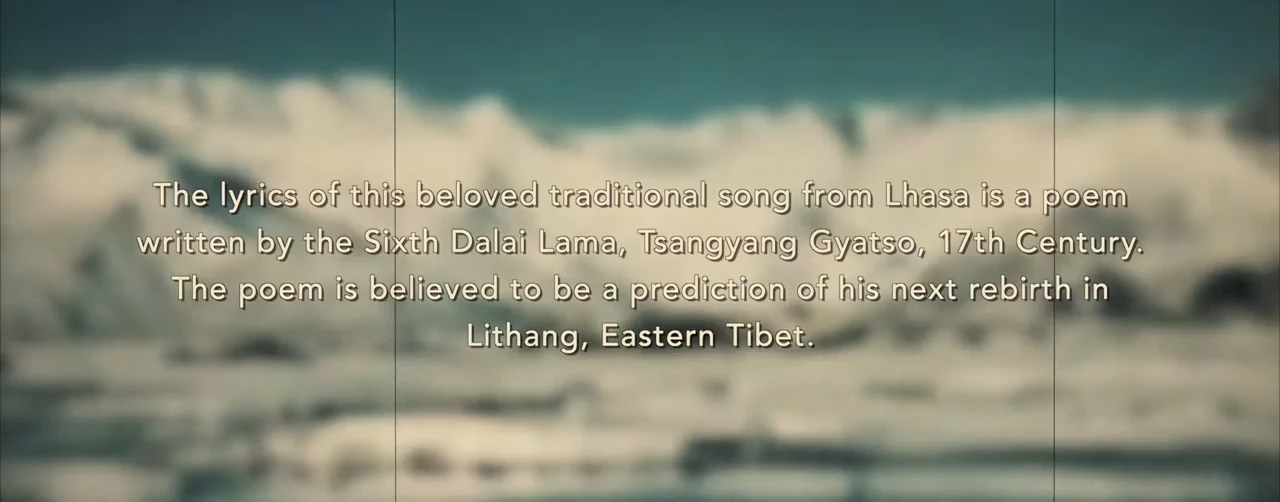 The lyrics of this beloved traditional song from Lhasa is a poem
written by the Sixth Dalai Lama, Tsangyang Gyatso, 17th Century.
The poem is believed to be a prediction of his next rebirth in
Lithang, Eastern Tibet.